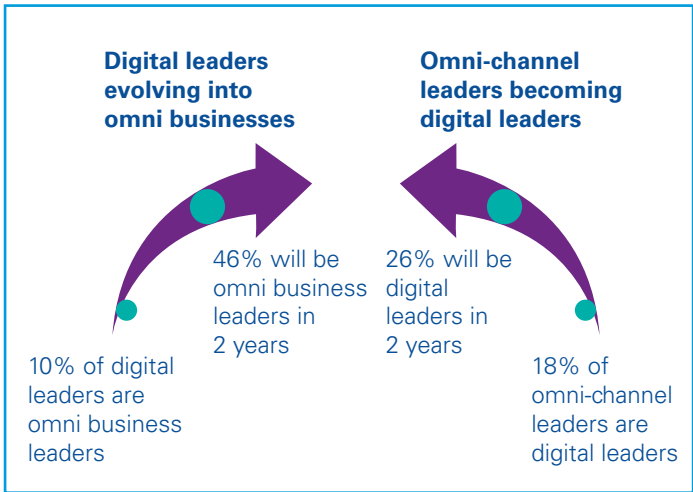 Digital leaders
evolving into
omni businesses
Omni-channel
leaders becoming
digital leaders
46% will be
omni business
leaders in
2 years
26% will be
digital
leaders in
2 years
10% of digital
leaders are
omni business
leaders
18% of
omni-channel
leaders are
digital leaders